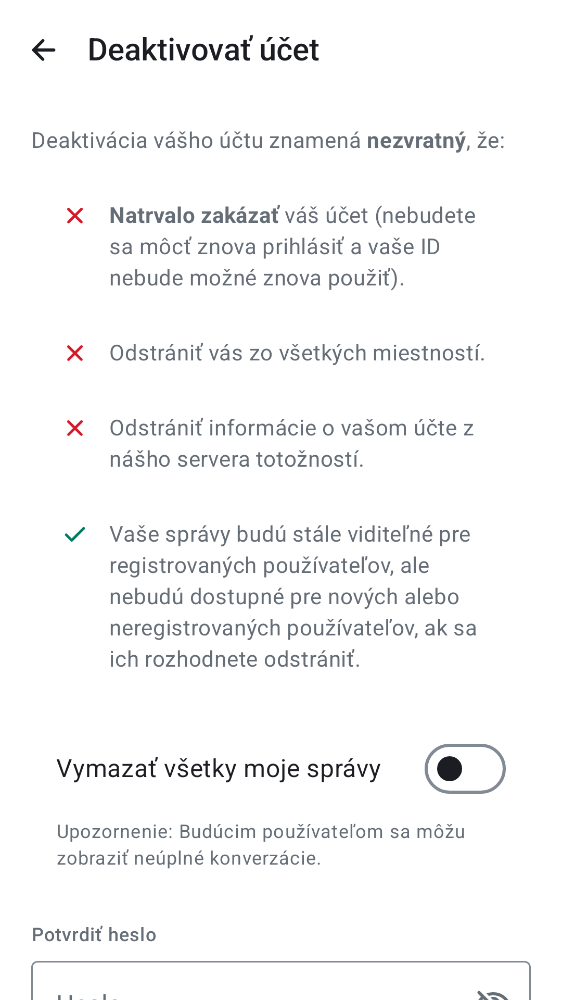 Deaktivovať účet
Deaktivácia vášho účtu znamená nezvratný, že:
Natrvalo zakázať váš účet (nebudete
sa môcť znova prihlásiť a vaše ID
nebude možné znova použiť).
Odstrániť vás zo všetkých miestností.
Odstrániť informácie o vašom účte z
nášho servera totožností.
Vaše správy budú stále viditeľné pre
registrovaných používateľov, ale
nebudú dostupné pre nových alebo
neregistrovaných používateľov, ak sa
ich rozhodnete odstrániť.
Vymazať všetky moje správy
Upozornenie: Budúcim používateľom sa môžu
zobraziť neúplné konverzácie.
Potvrdiť heslo